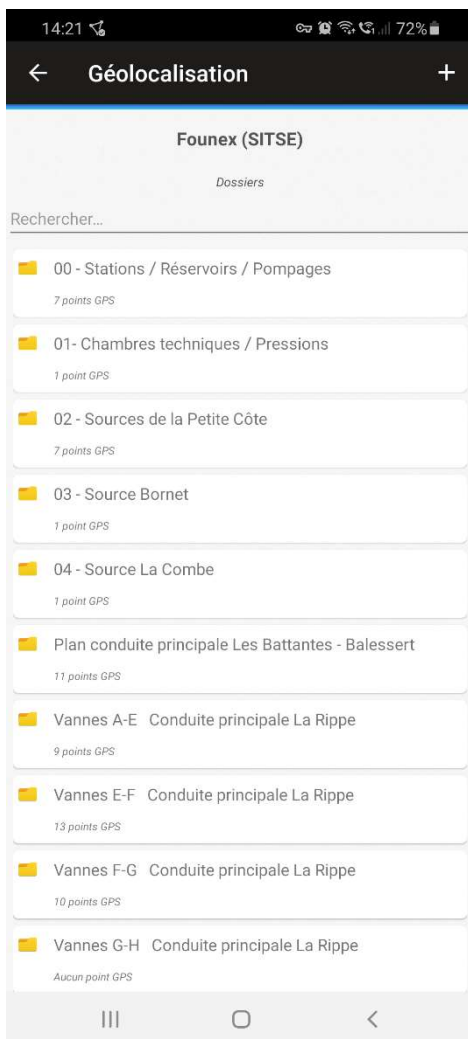 14:21 72%
Géolocalisation
Founex (SITSE)
Dossiers
Rechercher...
00 - Stations / Réservoirs / Pompages
7 points GPS
01- Chambres techniques / Pressions
1 point GPS
02 - Sources de la Petite Côte
7 points GPS
03 - Source Bornet
1 point GPS
04 - Source La Combe
1 point GPS
Plan conduite principale Les Battantes - Balessert
11 points GPS
Vannes A-E Conduite principale La Rippe
9 points GPS
Vannes E-F Conduite principale La Rippe
13 points GPS
Vannes F-G Conduite principale La Rippe
10 points GPS
Vannes G-H Conduite principale La Rippe
Aucun point GPS